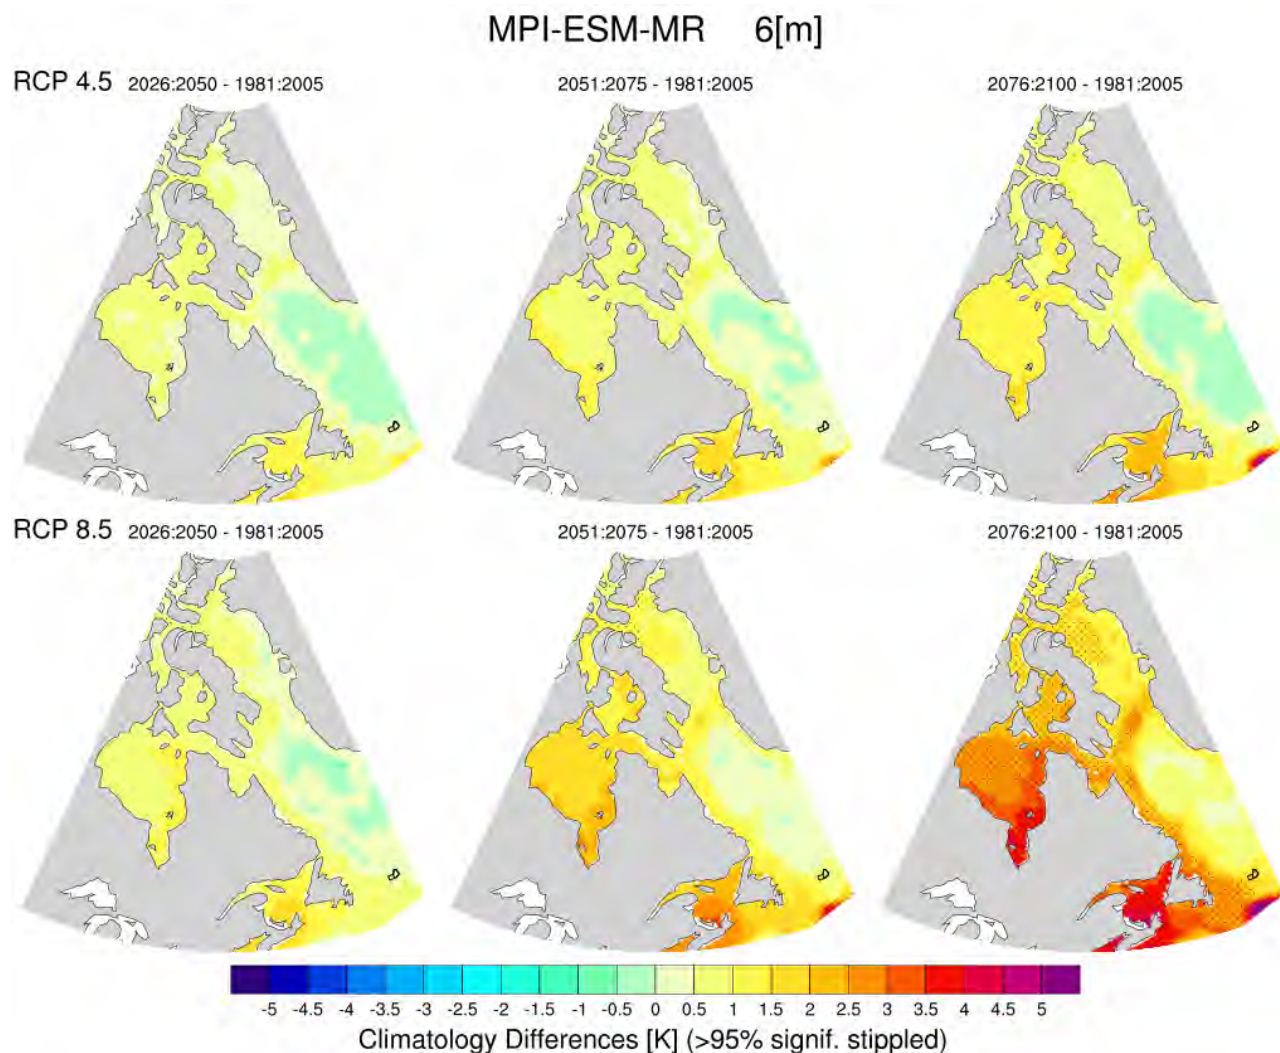 MPI-ESM-MR 6[m]
RCP 4.5 2026:2050 - 1981:2005 2051:2075 - 1981:2005 2076:2100 - 1981:2005
RCP 8.5 2026:2050 - 1981:2005 2051:2075 - 1981:2005 2076:2100 - 1981:2005
-5 -4.5 -4 -3.5 -3 -2.5 -2 -1.5 -1 -0.5 0 0.5 1 1.5 2 2.5 3 3.5 4 4.5 5
Climatology Differences [K] (>95% signif. stippled)